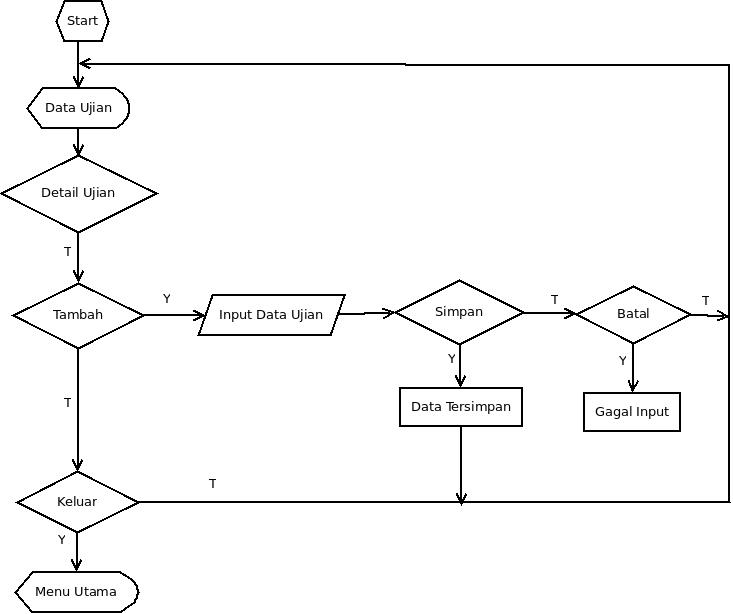 Start
Data Ujian
Detail Ujian
T
Tambah
Y
Input Data Ujian
Simpan
T
Batal
T
Y
Data Tersimpan
Y
Gagal Input
T
Keluar
T
Y
Menu Utama